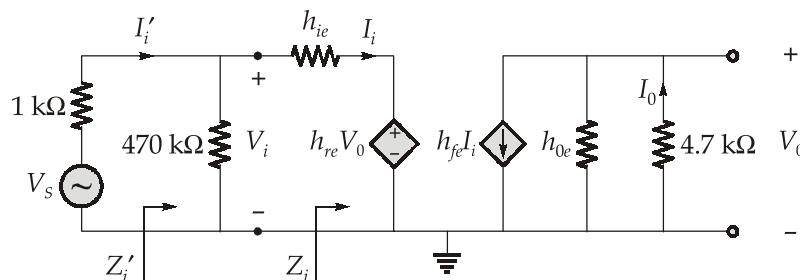 I_i′
h_ie
I_i
+
+
1 kΩ
I_0
470 kΩ
V_i
h_re V_0
+
−
h_fe I_i
h_0e
4.7 kΩ
V_0
V_S
~
−
−
Z_i′
Z_i